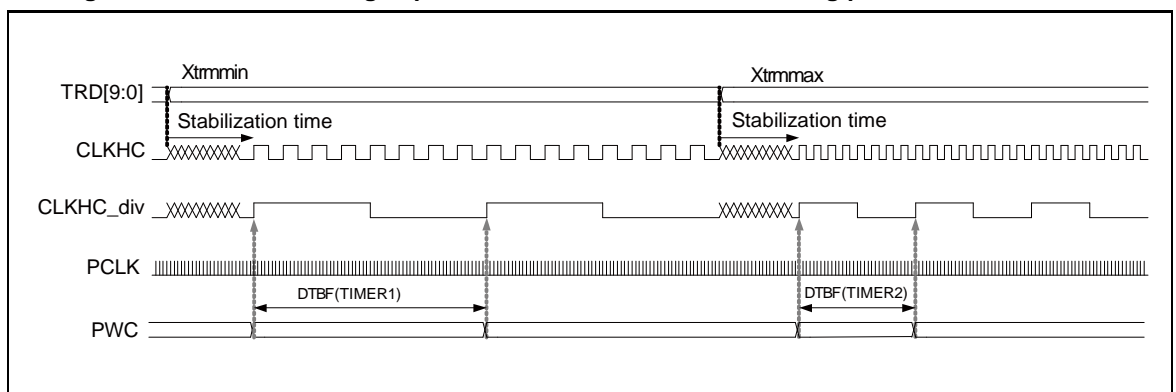 Xtrmmin
Xtrmmax
TRD[9:0]
Stabilization time
Stabilization time
CLKHC
CLKHC_div
PCLK
DTBF(TIMER1)
DTBF(TIMER2)
PWC